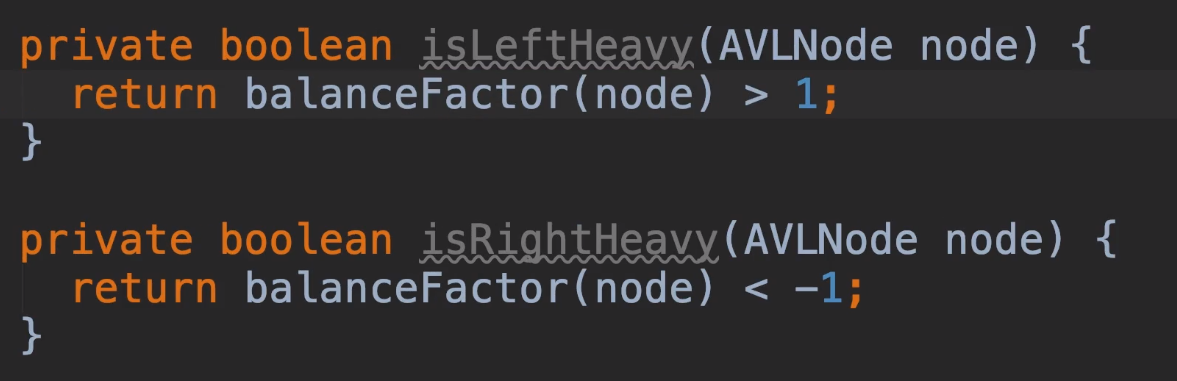 private boolean isLeftHeavy(AVLNode node) {
  return balanceFactor(node) > 1;
}

private boolean isRightHeavy(AVLNode node) {
  return balanceFactor(node) < -1;
}